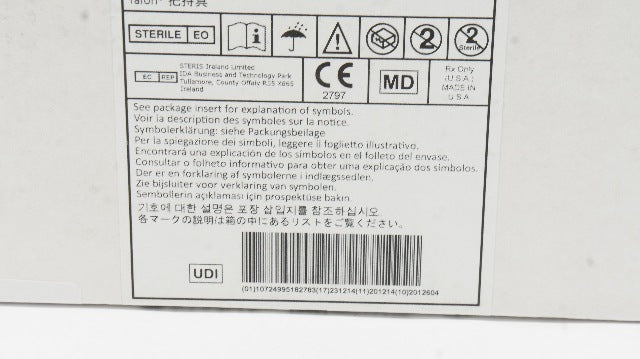 Talon® 把持具
STERILE EO
2 2
STERIS Ireland Limited
EC REP IDA Business and Technology Park
Tullamore, County Offaly R35 X865
Ireland
CE
2797
MD
Rx Only
(U.S.A.)
MADE IN
U.S.A.
See package insert for explanation of symbols.
Voir la description des symboles sur la notice.
Symbolerklärung: siehe Packungsbeilage
Per la spiegazione dei simboli, leggere il foglietto illustrativo.
Encontrará una explicación de los símbolos en el folleto del envase.
Consultar o folheto informativo para obter uma explicação dos símbolos.
Der er en forklaring af symbolerne i indlægssedlen.
Zie bijsluiter voor verklaring van symbolen.
Sembollerin açıklaması için prospektüse bakın.
기호에 대한 설명은 포장 삽입지를 참조하십시오.
各マークの説明は箱の中にあるリストをご覧ください。
UDI
(01)10724995182783(17)231214(11)201214(10)2012604